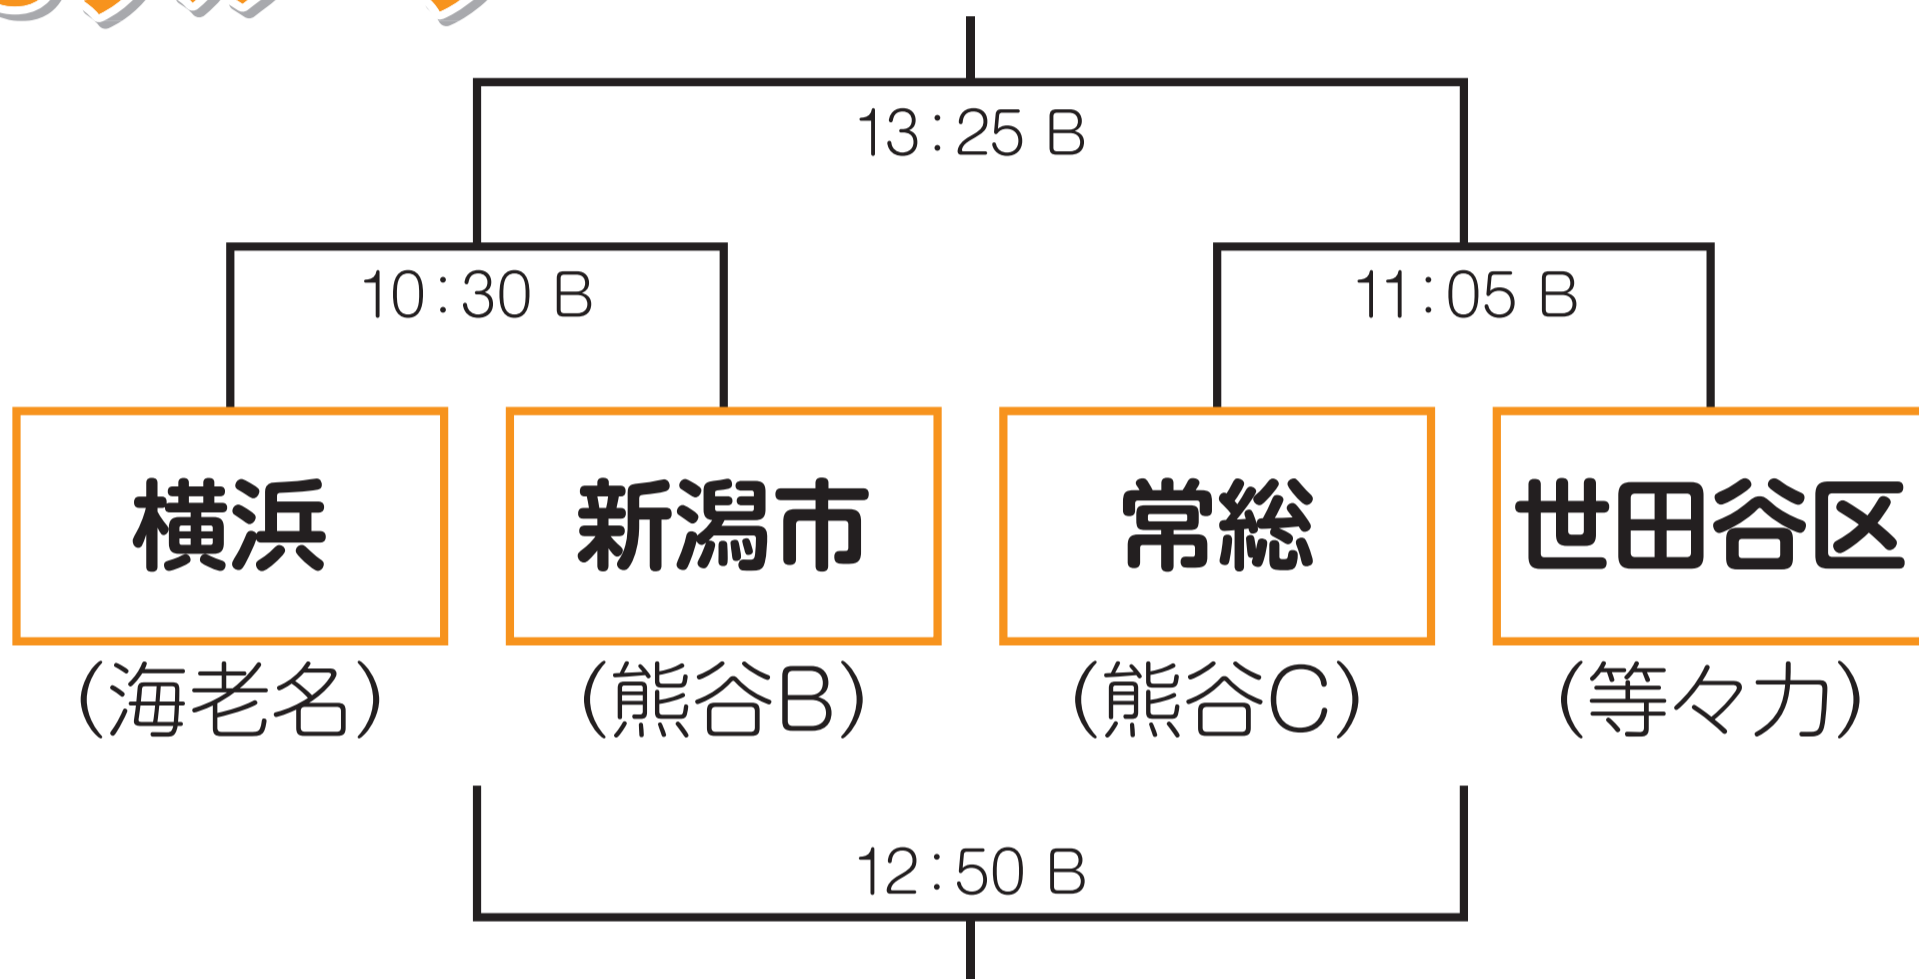 13:25 B
10:30 B
11:05 B
横浜
新潟市
常総
世田谷区
(海老名)
(熊谷B)
(熊谷C)
(等々力)
12:50 B